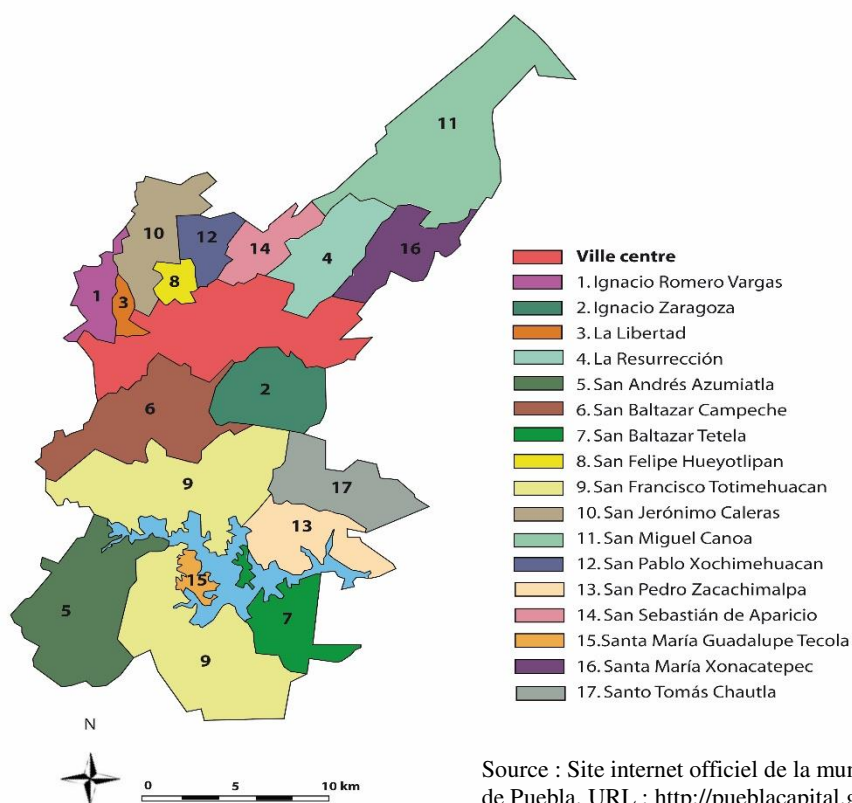 11
10
12
14
4
16
8
1
3
2
6
9
17
13
15
5
7
9
Ville centre
1. Ignacio Romero Vargas
2. Ignacio Zaragoza
3. La Libertad
4. La Resurrección
5. San Andrés Azumiatla
6. San Baltazar Campeche
7. San Baltazar Tetela
8. San Felipe Hueyotlipan
9. San Francisco Totimehuacan
10. San Jerónimo Caleras
11. San Miguel Canoa
12. San Pablo Xochimehuacan
13. San Pedro Zacachimalpa
14. San Sebastián de Aparicio
15.Santa María Guadalupe Tecola
16. Santa María Xonacatepec
17. Santo Tomás Chautla
N
0 5 10 km
Source : Site internet officiel de la mun
de Puebla. URL : http://pueblacapital.g